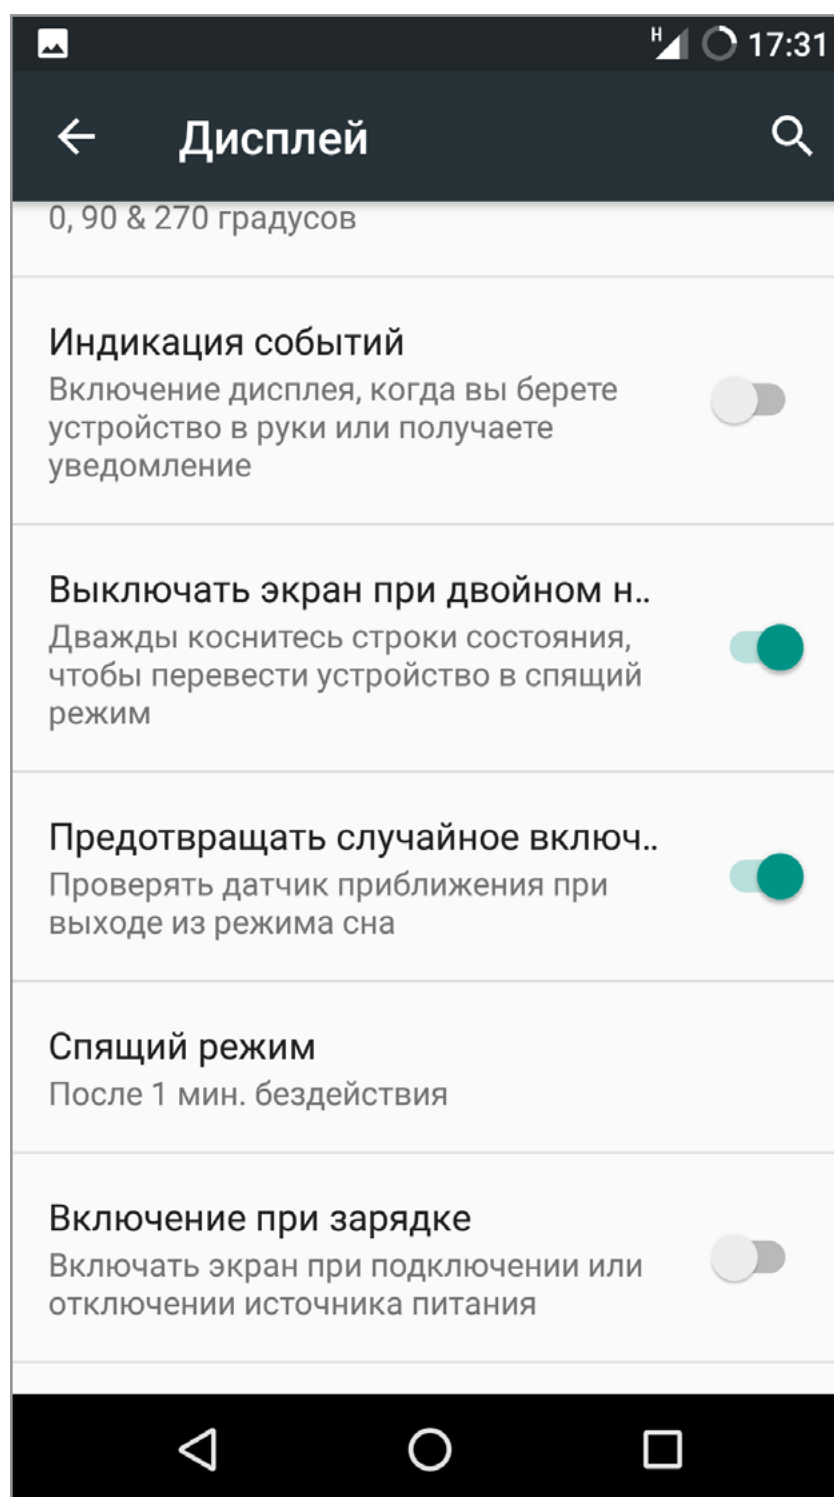 H 17:31
Дисплей
0, 90 & 270 градусов
Индикация событий
Включение дисплея, когда вы берете
устройство в руки или получаете
уведомление
Выключать экран при двойном н..
Дважды коснитесь строки состояния,
чтобы перевести устройство в спящий
режим
Предотвращать случайное включ..
Проверять датчик приближения при
выходе из режима сна
Спящий режим
После 1 мин. бездействия
Включение при зарядке
Включать экран при подключении или
отключении источника питания